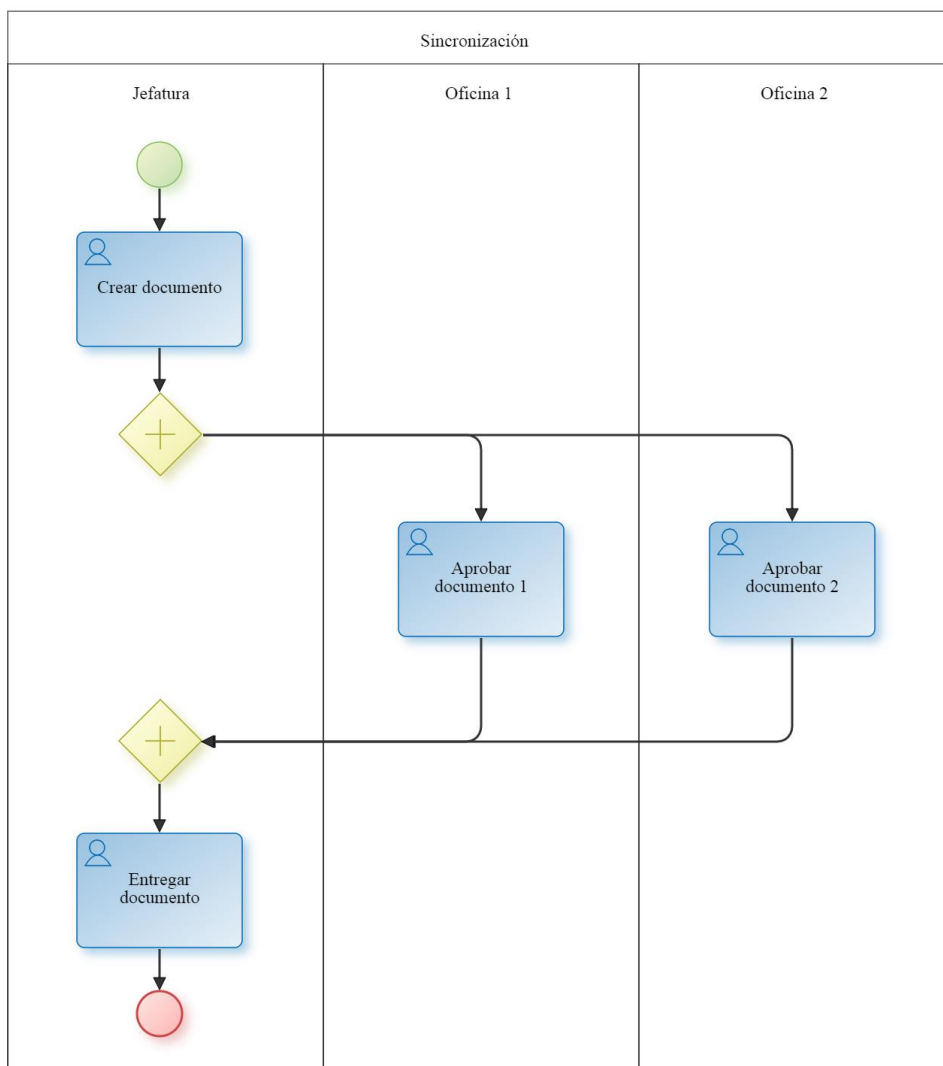 Sincronización
Jefatura
Oficina 1
Oficina 2
Crear documento
Aprobar
documento 1
Aprobar
documento 2
Entregar
documento